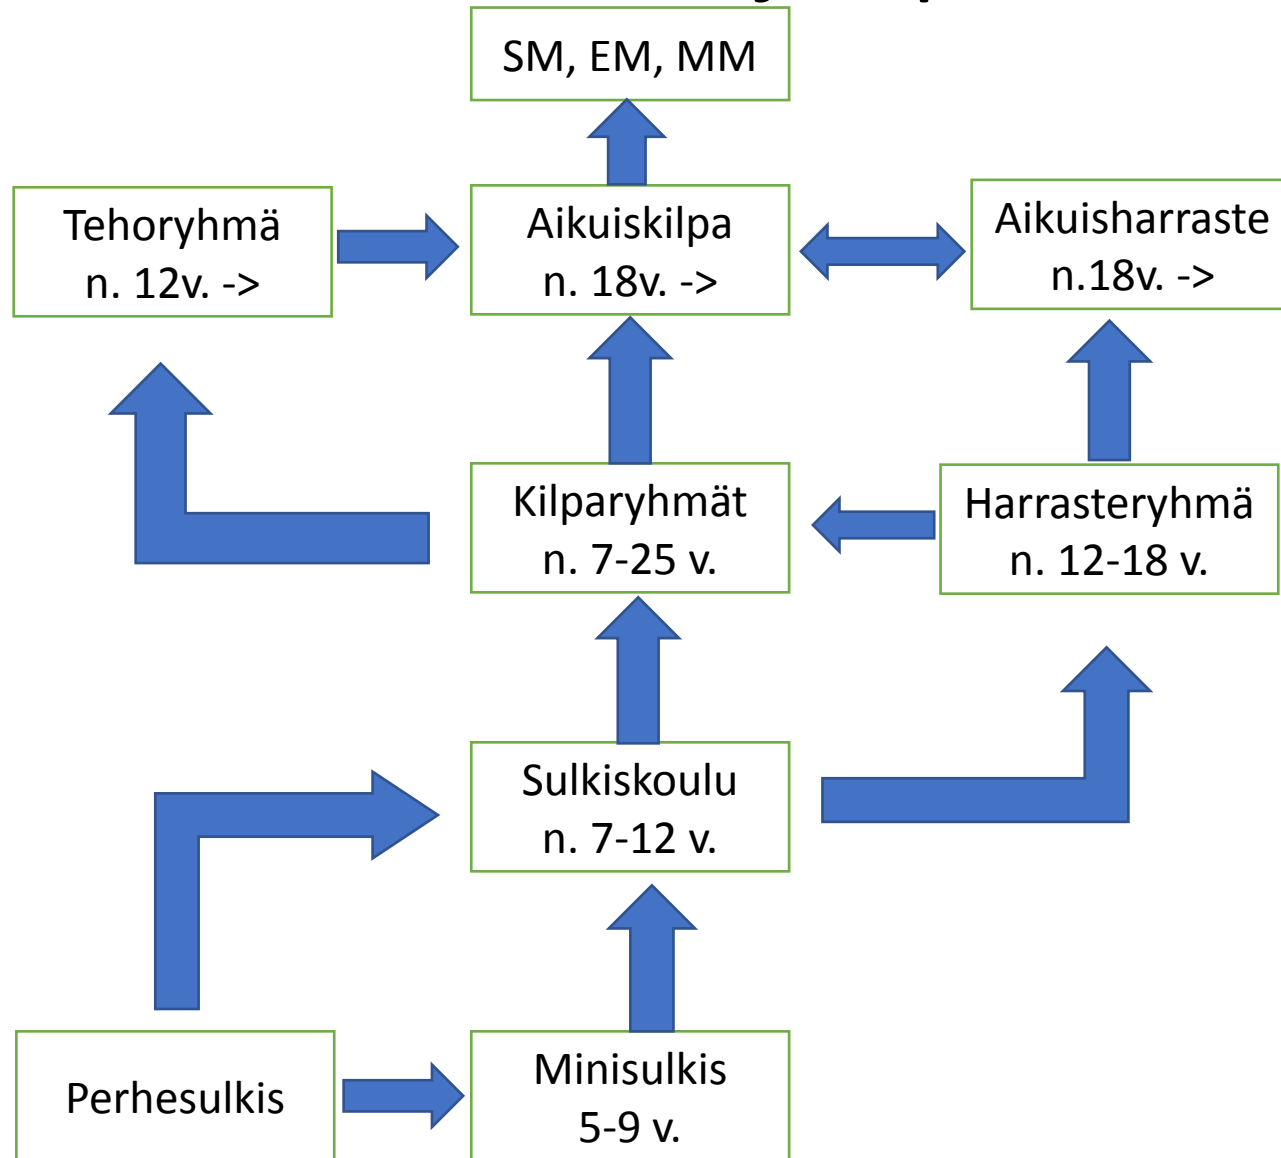 SM, EM, MM
Tehoryhmä
n. 12v. ->
Aikuiskilpa
n. 18v. ->
Aikuisharraste
n.18v. ->
Kilparyhmät
n. 7-25 v.
Harrasteryhmä
n. 12-18 v.
Sulkiskoulu
n. 7-12 v.
Perhesulkis
Minisulkis
5-9 v.